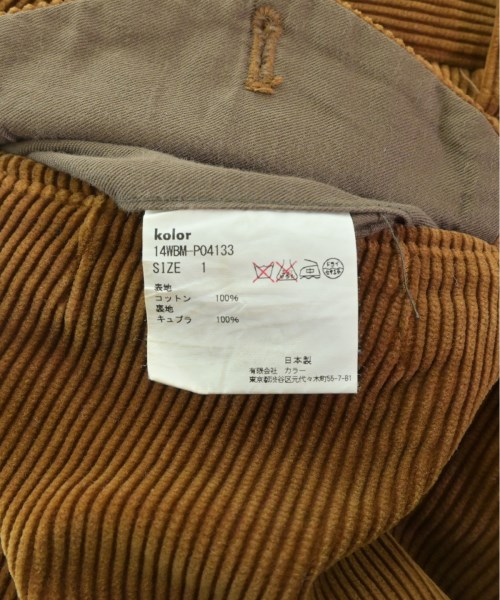 kolor
14WBM-P04133
SIZE 1
表地
コットン 100%
裏地
キュプラ 100%
日本製
有限会社 カラー
東京都渋谷区元代々木町55-7-B1